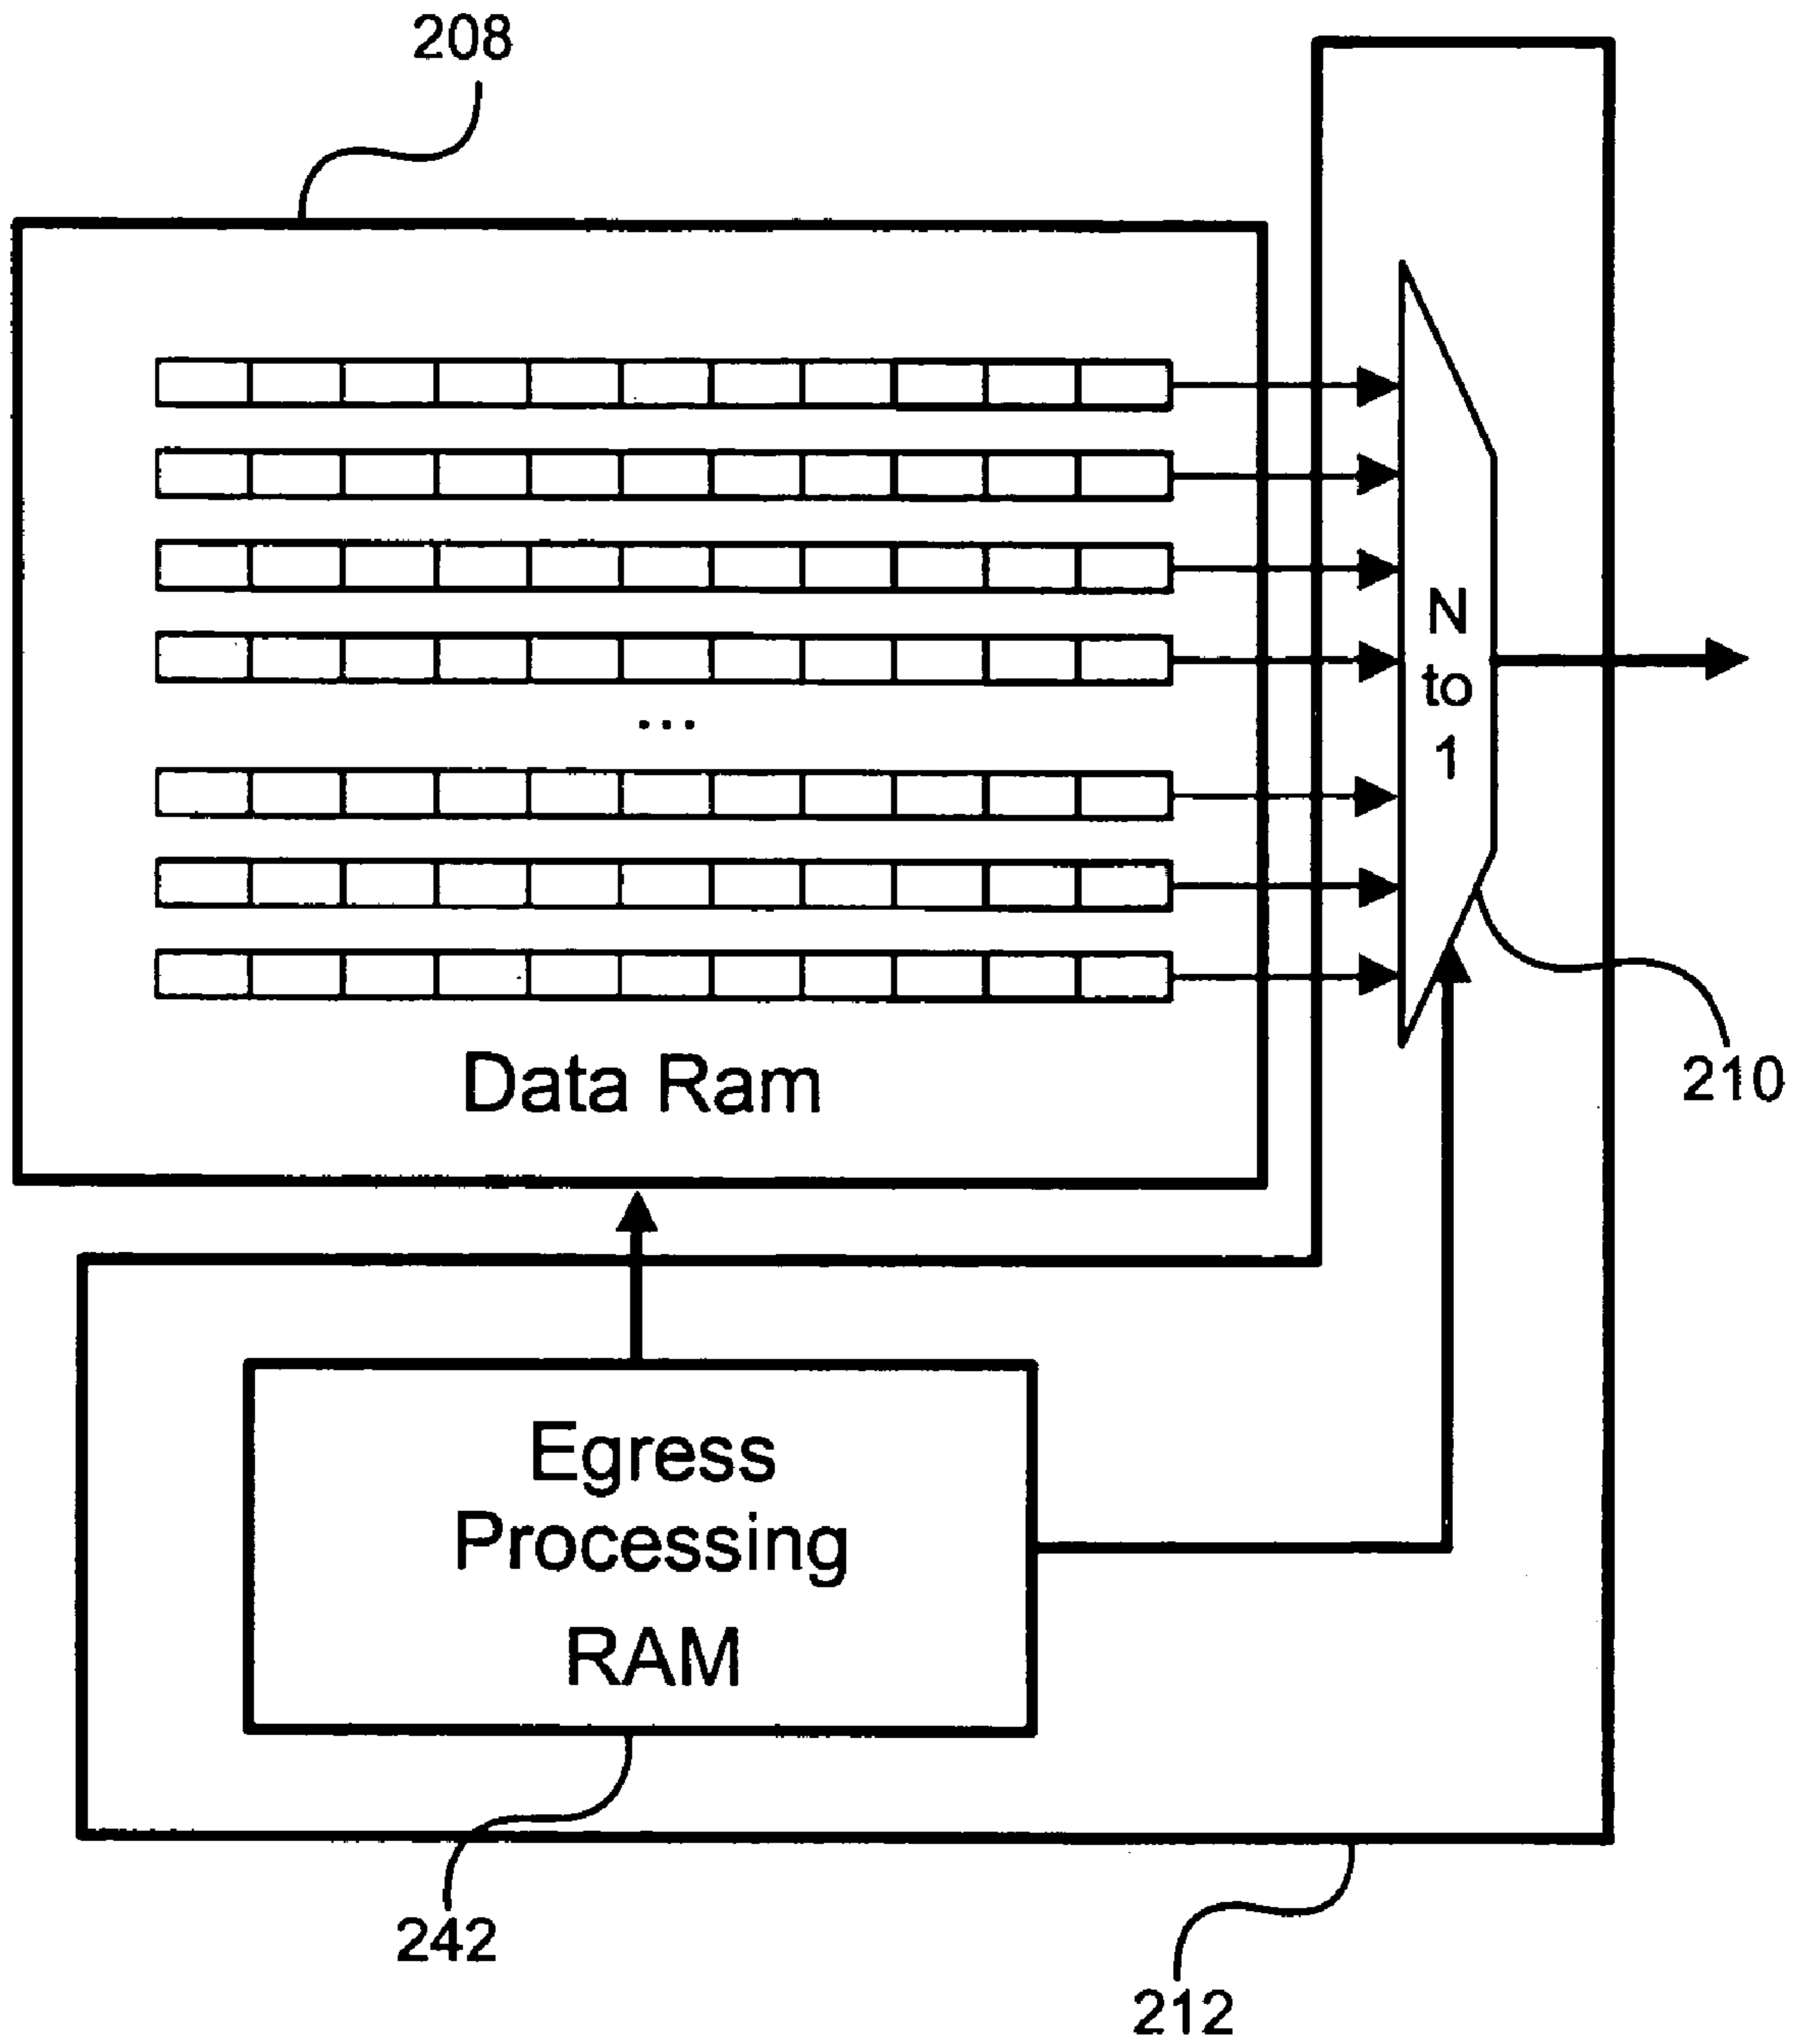 208
N
to
1
...
Data Ram
210
Egress
Processing
RAM
242
212